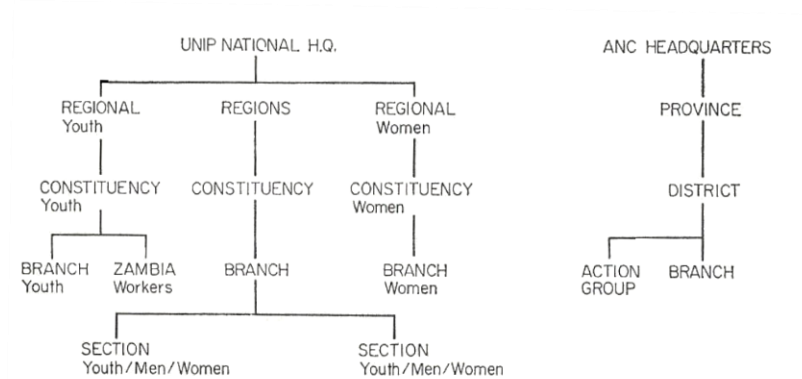 UNIP NATIONAL H.Q.
ANC HEADQUARTERS
REGIONAL
Youth
REGIONS
REGIONAL
Women
PROVINCE
CONSTITUENCY
Youth
CONSTITUENCY
CONSTITUENCY
Women
DISTRICT
BRANCH
Youth
ZAMBIA
Workers
BRANCH
BRANCH
Women
ACTION
GROUP
BRANCH
SECTION
Youth/Men/Women
SECTION
Youth/Men/Women